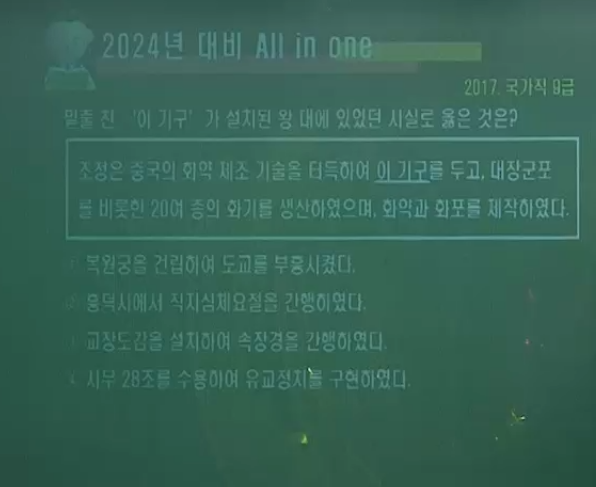 2024년 대비 All in one
2017. 국가직 9급
밑줄 친 '이 기구'가 설치된 왕 대에 있었던 사실로 옳은 것은?
조정은 중국의 화약 제조 기술을 터득하여 이 기구를 두고, 대장군포
를 비롯한 20여 종의 화기를 생산하였으며, 화약과 화포를 제작하였다.
복원궁을 건립하여 도교를 부흥시켰다.
흥덕사에서 직지심체요절을 간행하였다.
교장도감을 설치하여 속장경을 간행하였다.
시무 28조를 수용하여 유교정치를 구현하였다.